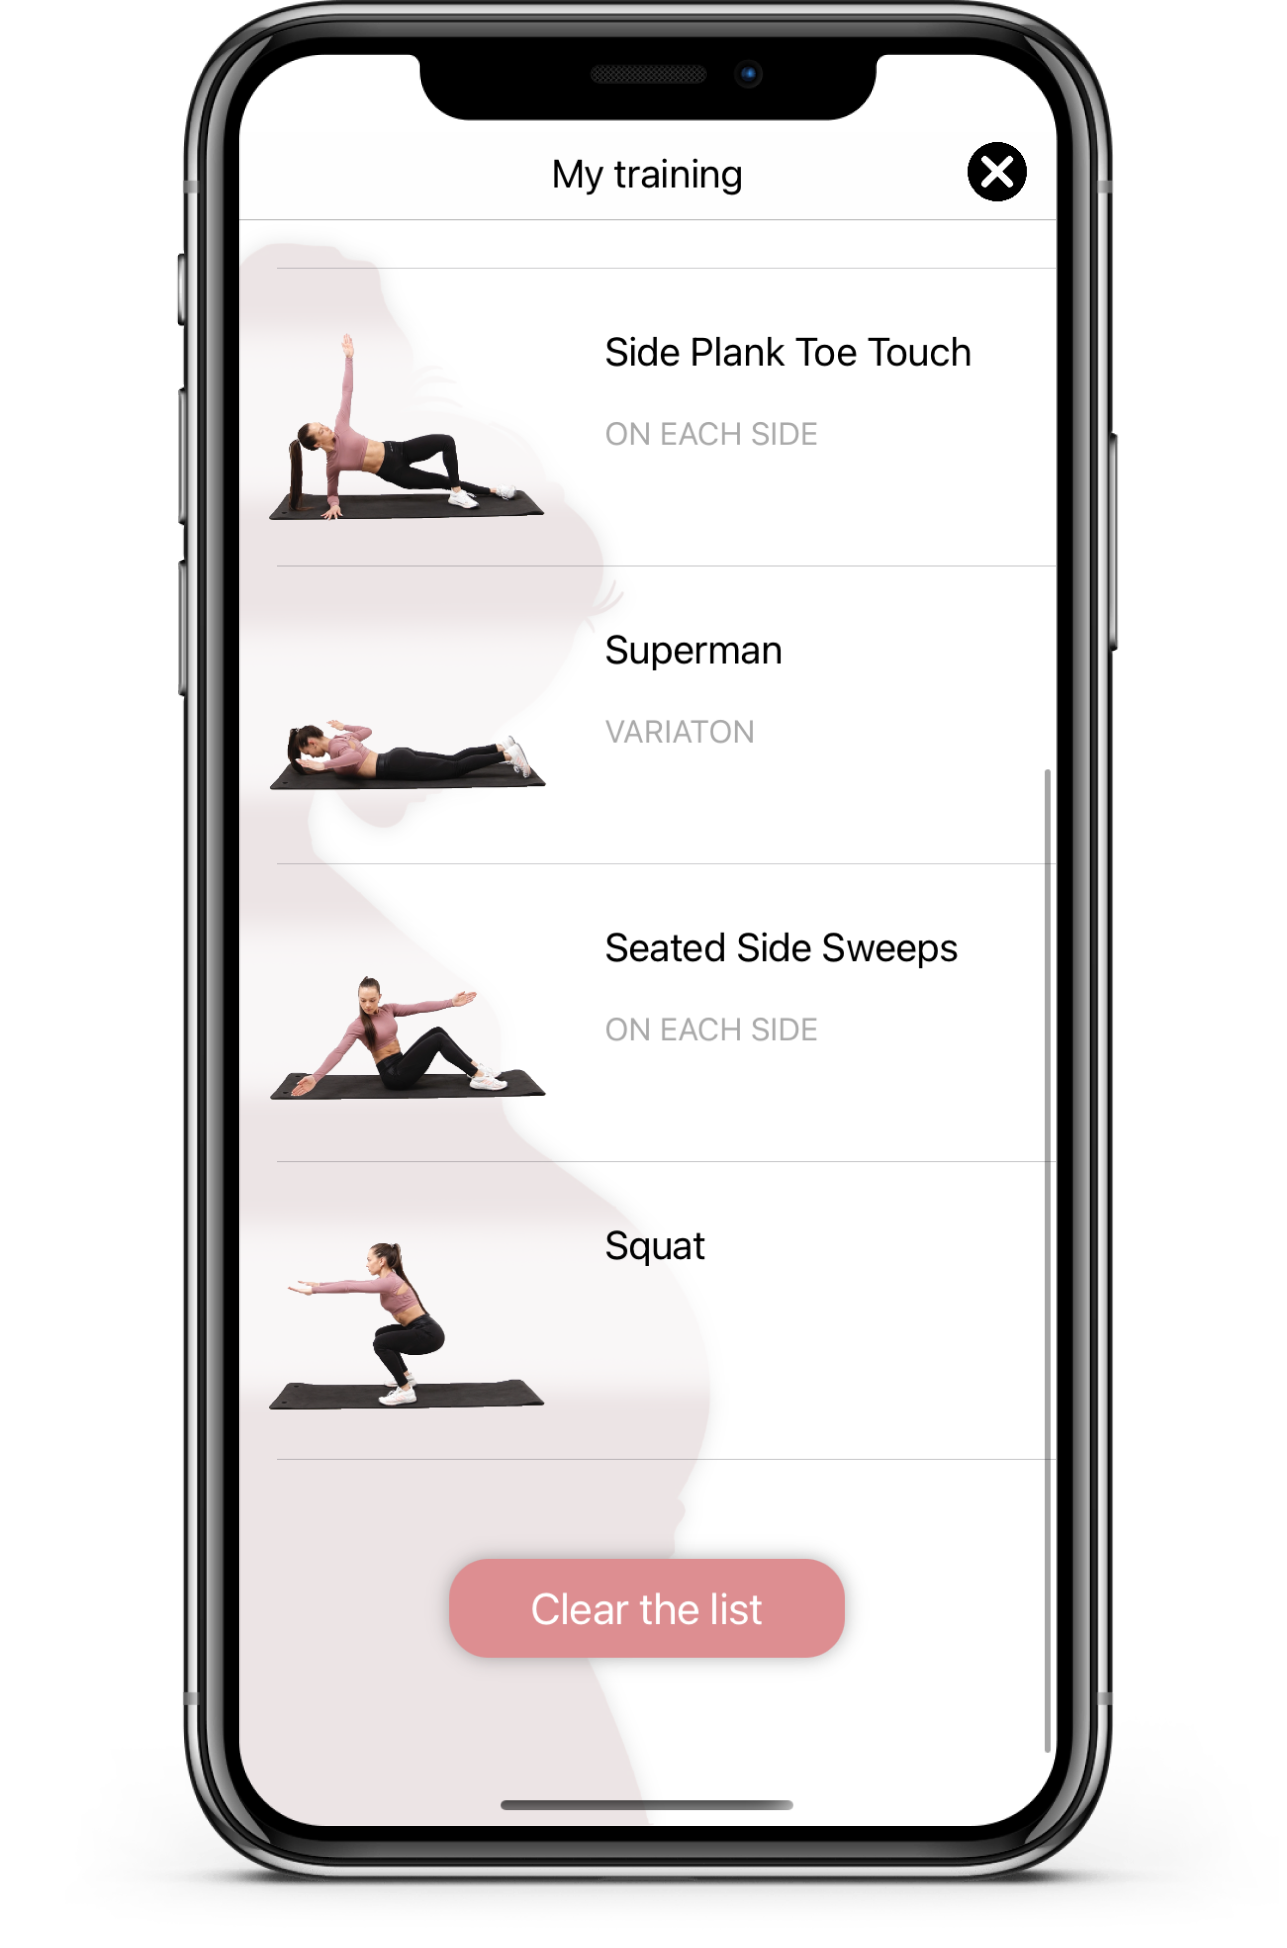 My training
Side Plank Toe Touch
ON EACH SIDE
Superman
VARIATON
Seated Side Sweeps
ON EACH SIDE
Squat
Clear the list